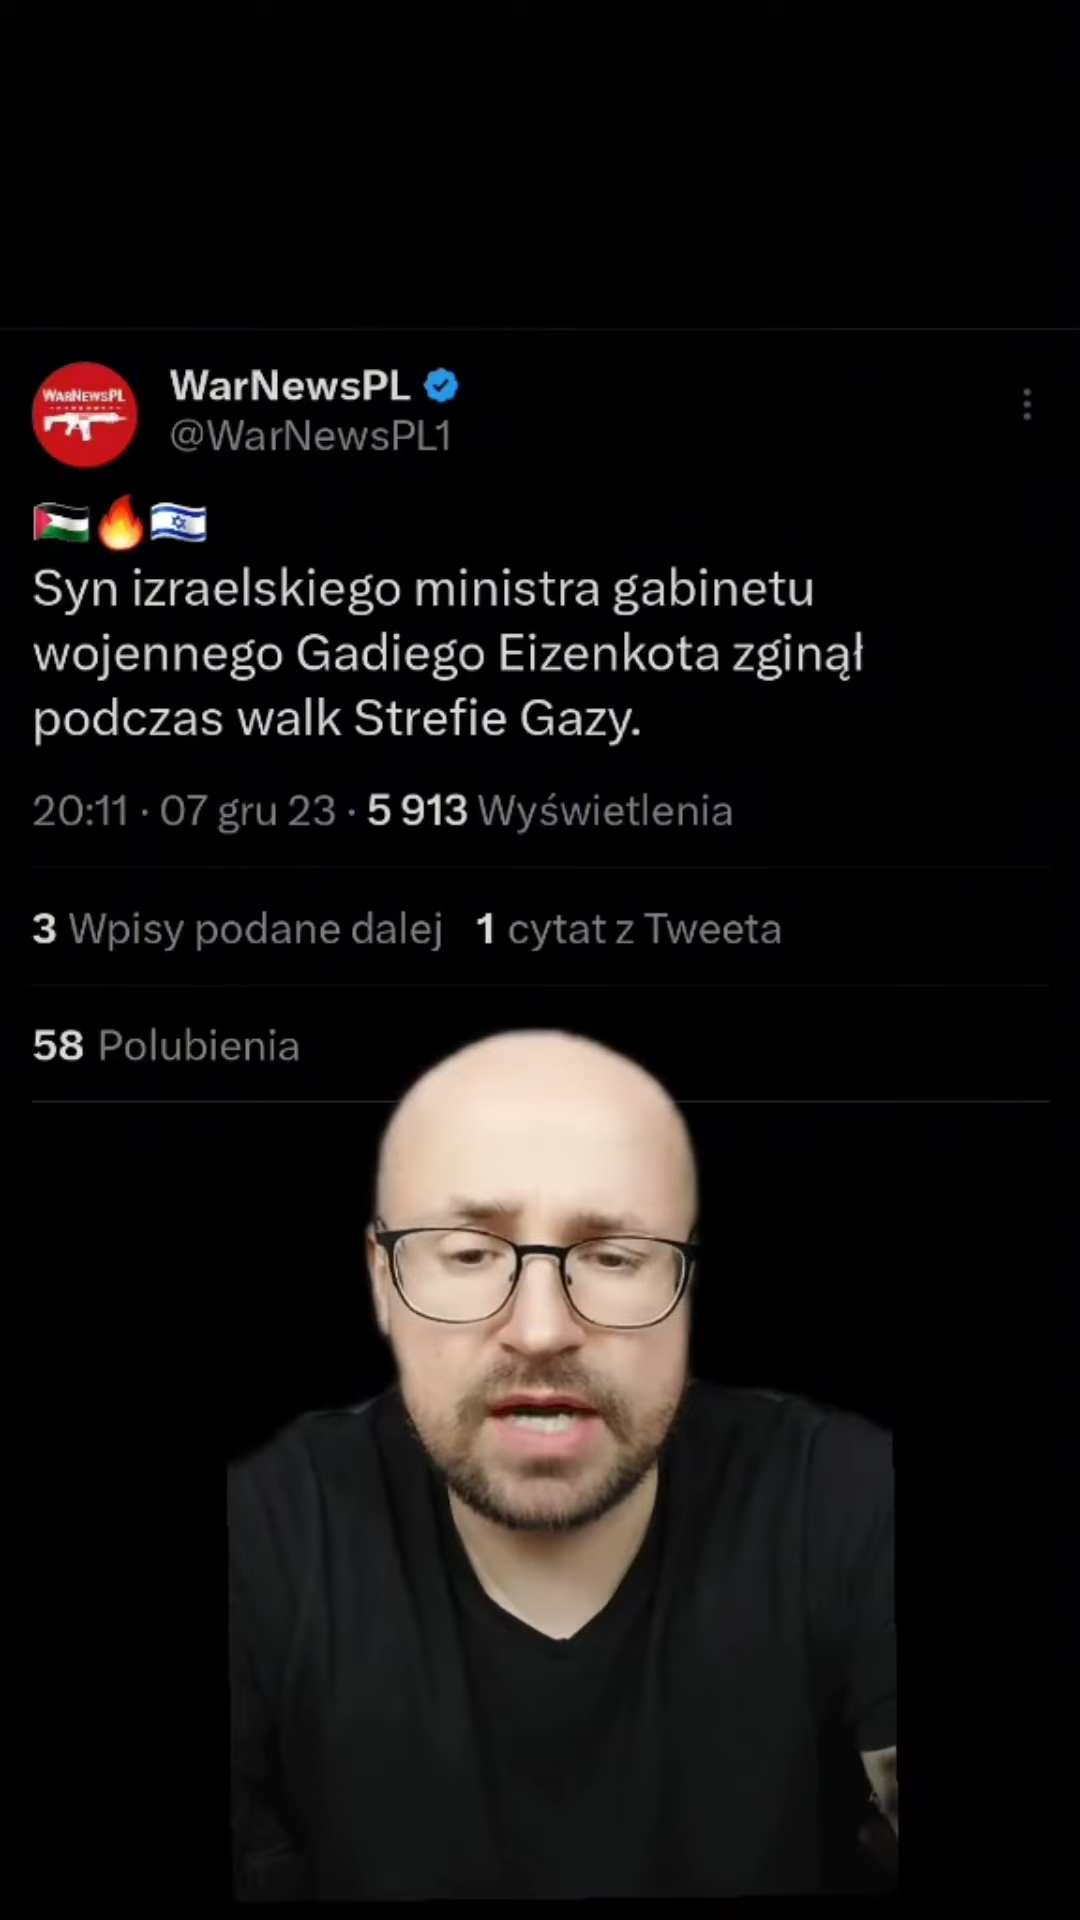 WarNewsPL
WARNEWSPL
@WarNewsPL1
🇵🇸🔥🇮🇱
Syn izraelskiego ministra gabinetu
wojennego Gadiego Eizenkota zginął
podczas walk Strefie Gazy.
20:11 · 07 gru 23 · 5 913 Wyświetlenia
3 Wpisy podane dalej 1 cytat z Tweeta
58 Polubienia